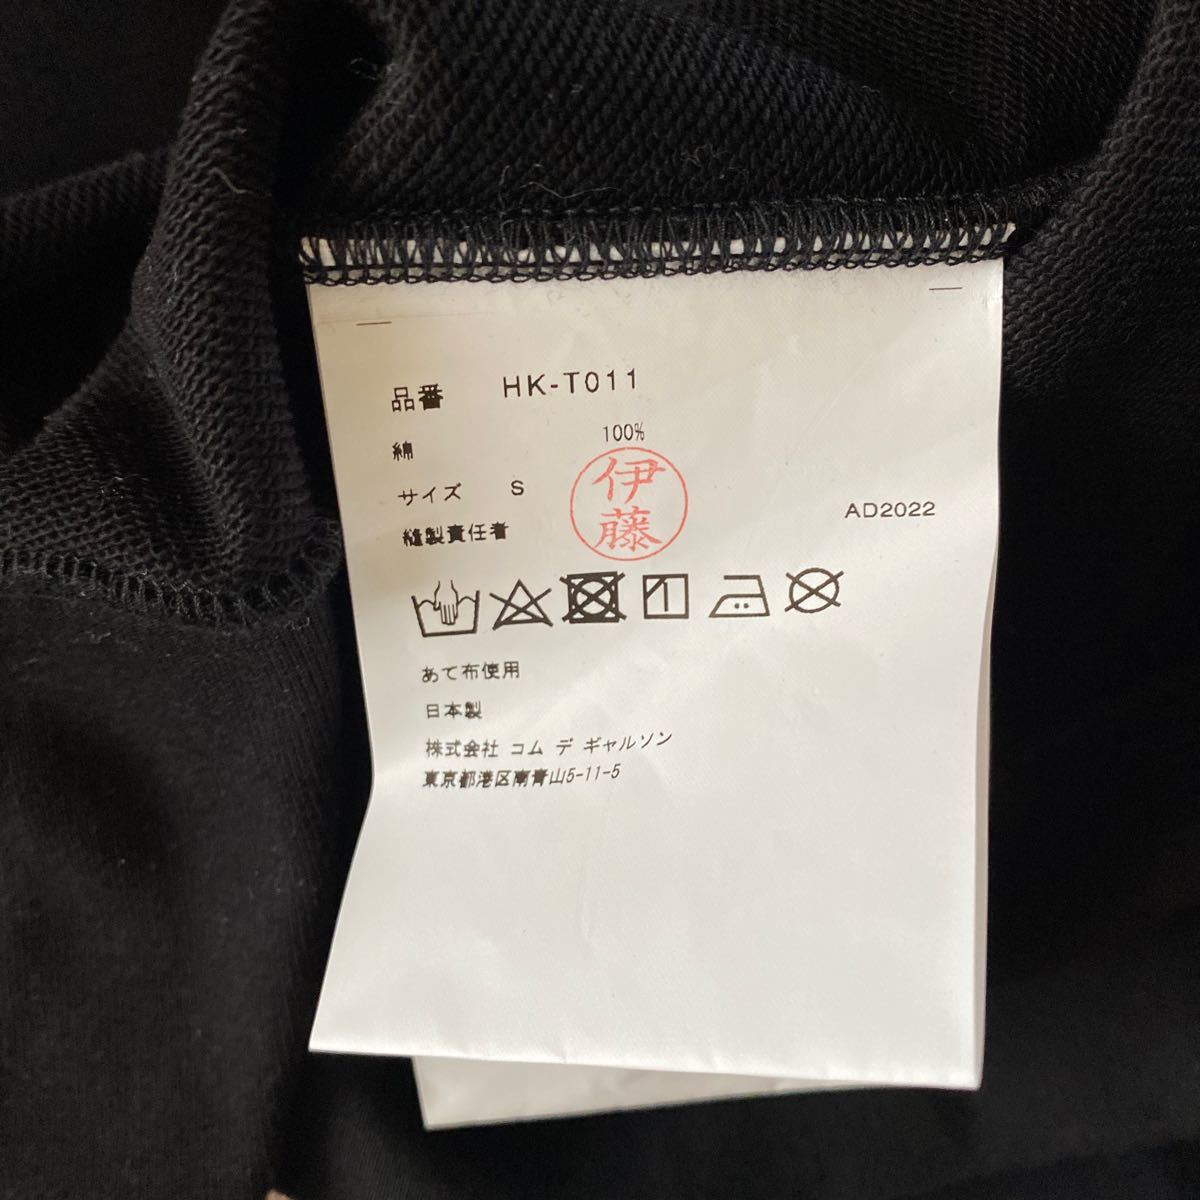 品番 HK-T011
綿 100%
サイズ S
伊藤
AD2022
縫製責任者
あて布使用
日本製
株式会社 コム デ ギャルソン
東京都港区南青山5-11-5